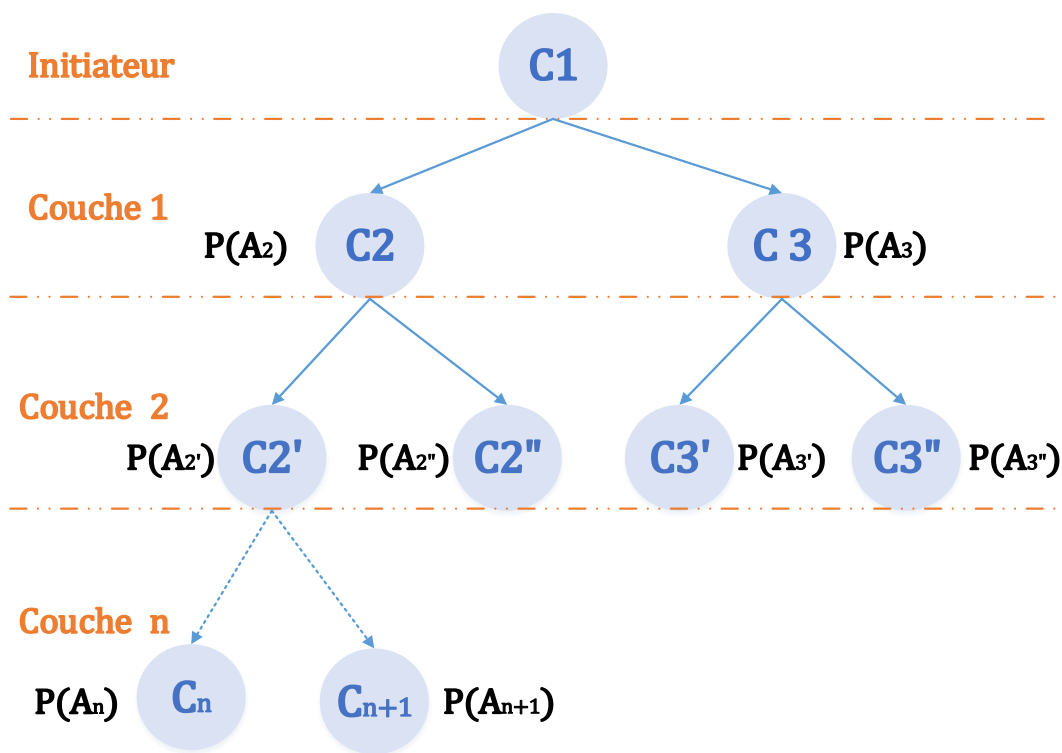 Initiateur
C1
Couche 1
P(A2)
C2
C 3
P(A3)
Couche 2
P(A2')
C2'
P(A2")
C2"
C3'
P(A3')
C3"
P(A3")
Couche n
P(An)
Cn
Cn+1
P(An+1)